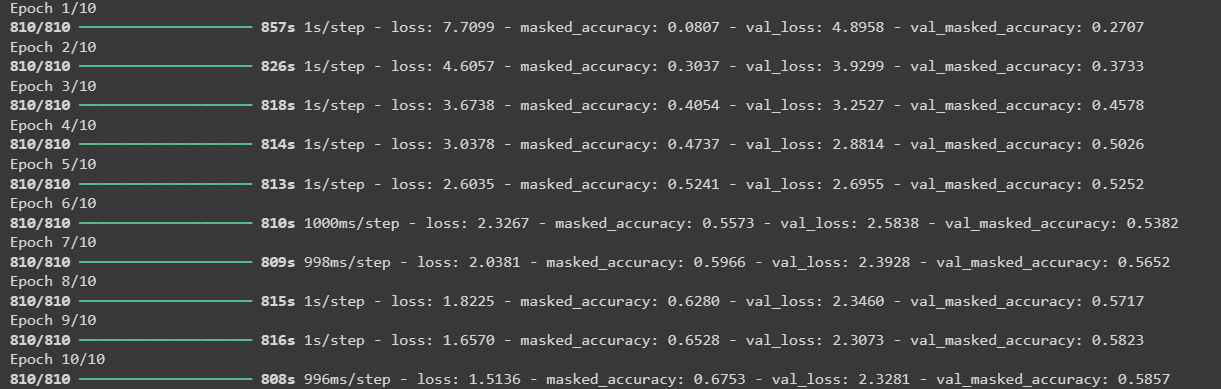 Epoch 1/10
810/810 ━━━━━━━━━━━━━━━━━━━━ 857s 1s/step - loss: 7.7099 - masked_accuracy: 0.0807 - val_loss: 4.8958 - val_masked_accuracy: 0.2707
Epoch 2/10
810/810 ━━━━━━━━━━━━━━━━━━━━ 826s 1s/step - loss: 4.6057 - masked_accuracy: 0.3037 - val_loss: 3.9299 - val_masked_accuracy: 0.3733
Epoch 3/10
810/810 ━━━━━━━━━━━━━━━━━━━━ 818s 1s/step - loss: 3.6738 - masked_accuracy: 0.4054 - val_loss: 3.2527 - val_masked_accuracy: 0.4578
Epoch 4/10
810/810 ━━━━━━━━━━━━━━━━━━━━ 814s 1s/step - loss: 3.0378 - masked_accuracy: 0.4737 - val_loss: 2.8814 - val_masked_accuracy: 0.5026
Epoch 5/10
810/810 ━━━━━━━━━━━━━━━━━━━━ 813s 1s/step - loss: 2.6035 - masked_accuracy: 0.5241 - val_loss: 2.6955 - val_masked_accuracy: 0.5252
Epoch 6/10
810/810 ━━━━━━━━━━━━━━━━━━━━ 810s 1000ms/step - loss: 2.3267 - masked_accuracy: 0.5573 - val_loss: 2.5838 - val_masked_accuracy: 0.5382
Epoch 7/10
810/810 ━━━━━━━━━━━━━━━━━━━━ 809s 998ms/step - loss: 2.0381 - masked_accuracy: 0.5966 - val_loss: 2.3928 - val_masked_accuracy: 0.5652
Epoch 8/10
810/810 ━━━━━━━━━━━━━━━━━━━━ 815s 1s/step - loss: 1.8225 - masked_accuracy: 0.6280 - val_loss: 2.3460 - val_masked_accuracy: 0.5717
Epoch 9/10
810/810 ━━━━━━━━━━━━━━━━━━━━ 816s 1s/step - loss: 1.6570 - masked_accuracy: 0.6528 - val_loss: 2.3073 - val_masked_accuracy: 0.5823
Epoch 10/10
810/810 ━━━━━━━━━━━━━━━━━━━━ 808s 996ms/step - loss: 1.5136 - masked_accuracy: 0.6753 - val_loss: 2.3281 - val_masked_accuracy: 0.5857